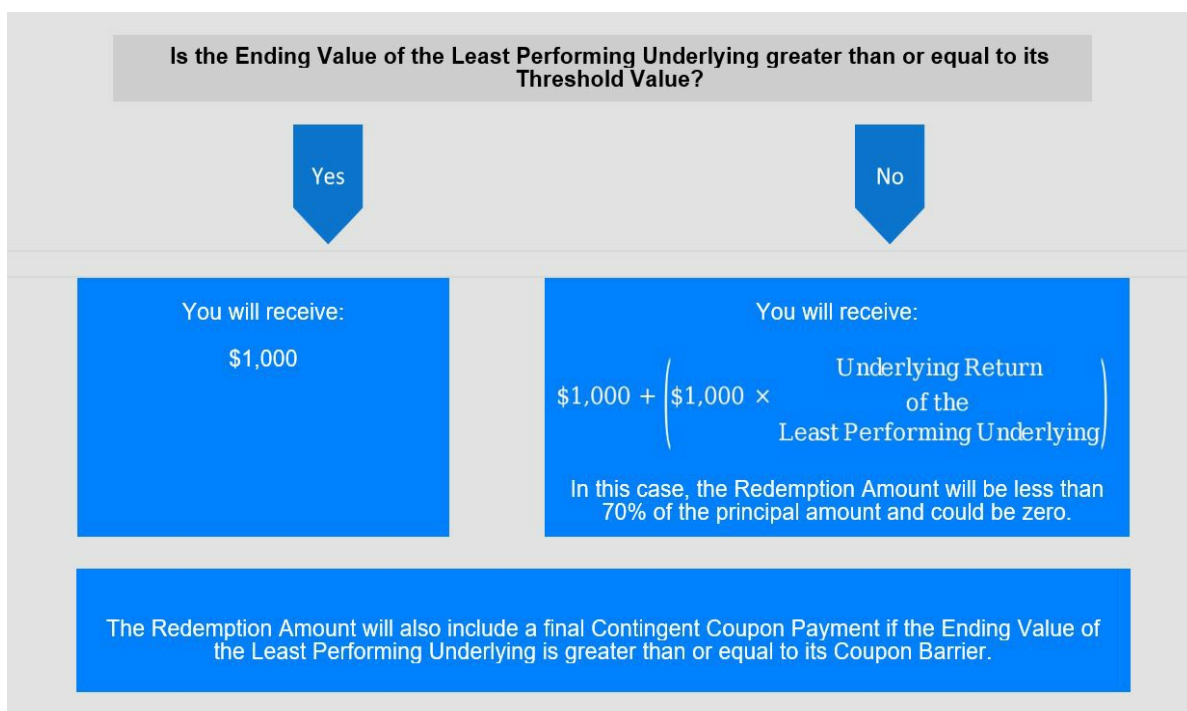 Is the Ending Value of the Least Performing Underlying greater than or equal to its
Threshold Value?
Yes
No
You will receive:
$1,000
You will receive:
$1,000 + ($1,000 × Underlying Return
of the
Least Performing Underlying)
In this case, the Redemption Amount will be less than
70% of the principal amount and could be zero.
The Redemption Amount will also include a final Contingent Coupon Payment if the Ending Value of
the Least Performing Underlying is greater than or equal to its Coupon Barrier.